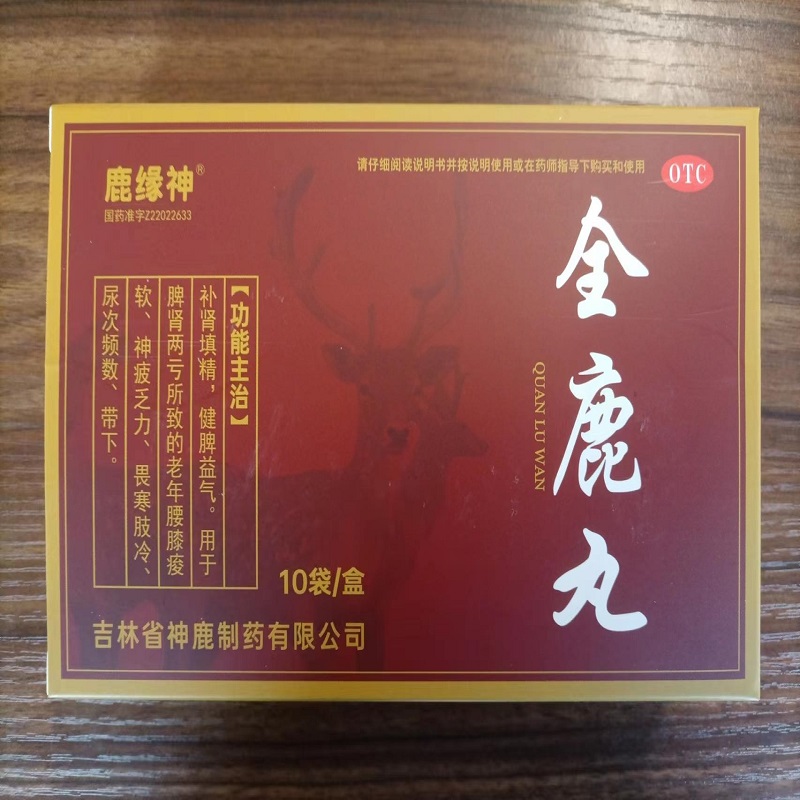 鹿缘神®
国药准字Z22022633
请仔细阅读说明书并按说明使用或在药师指导下购买和使用
OTC
全鹿丸
QUAN LU WAN
【功能主治】
补肾填精，健脾益气。用于
脾肾两亏所致的老年腰膝痠
软、神疲乏力、畏寒肢冷、
尿次频数、带下。
10袋/盒
吉林省神鹿制药有限公司